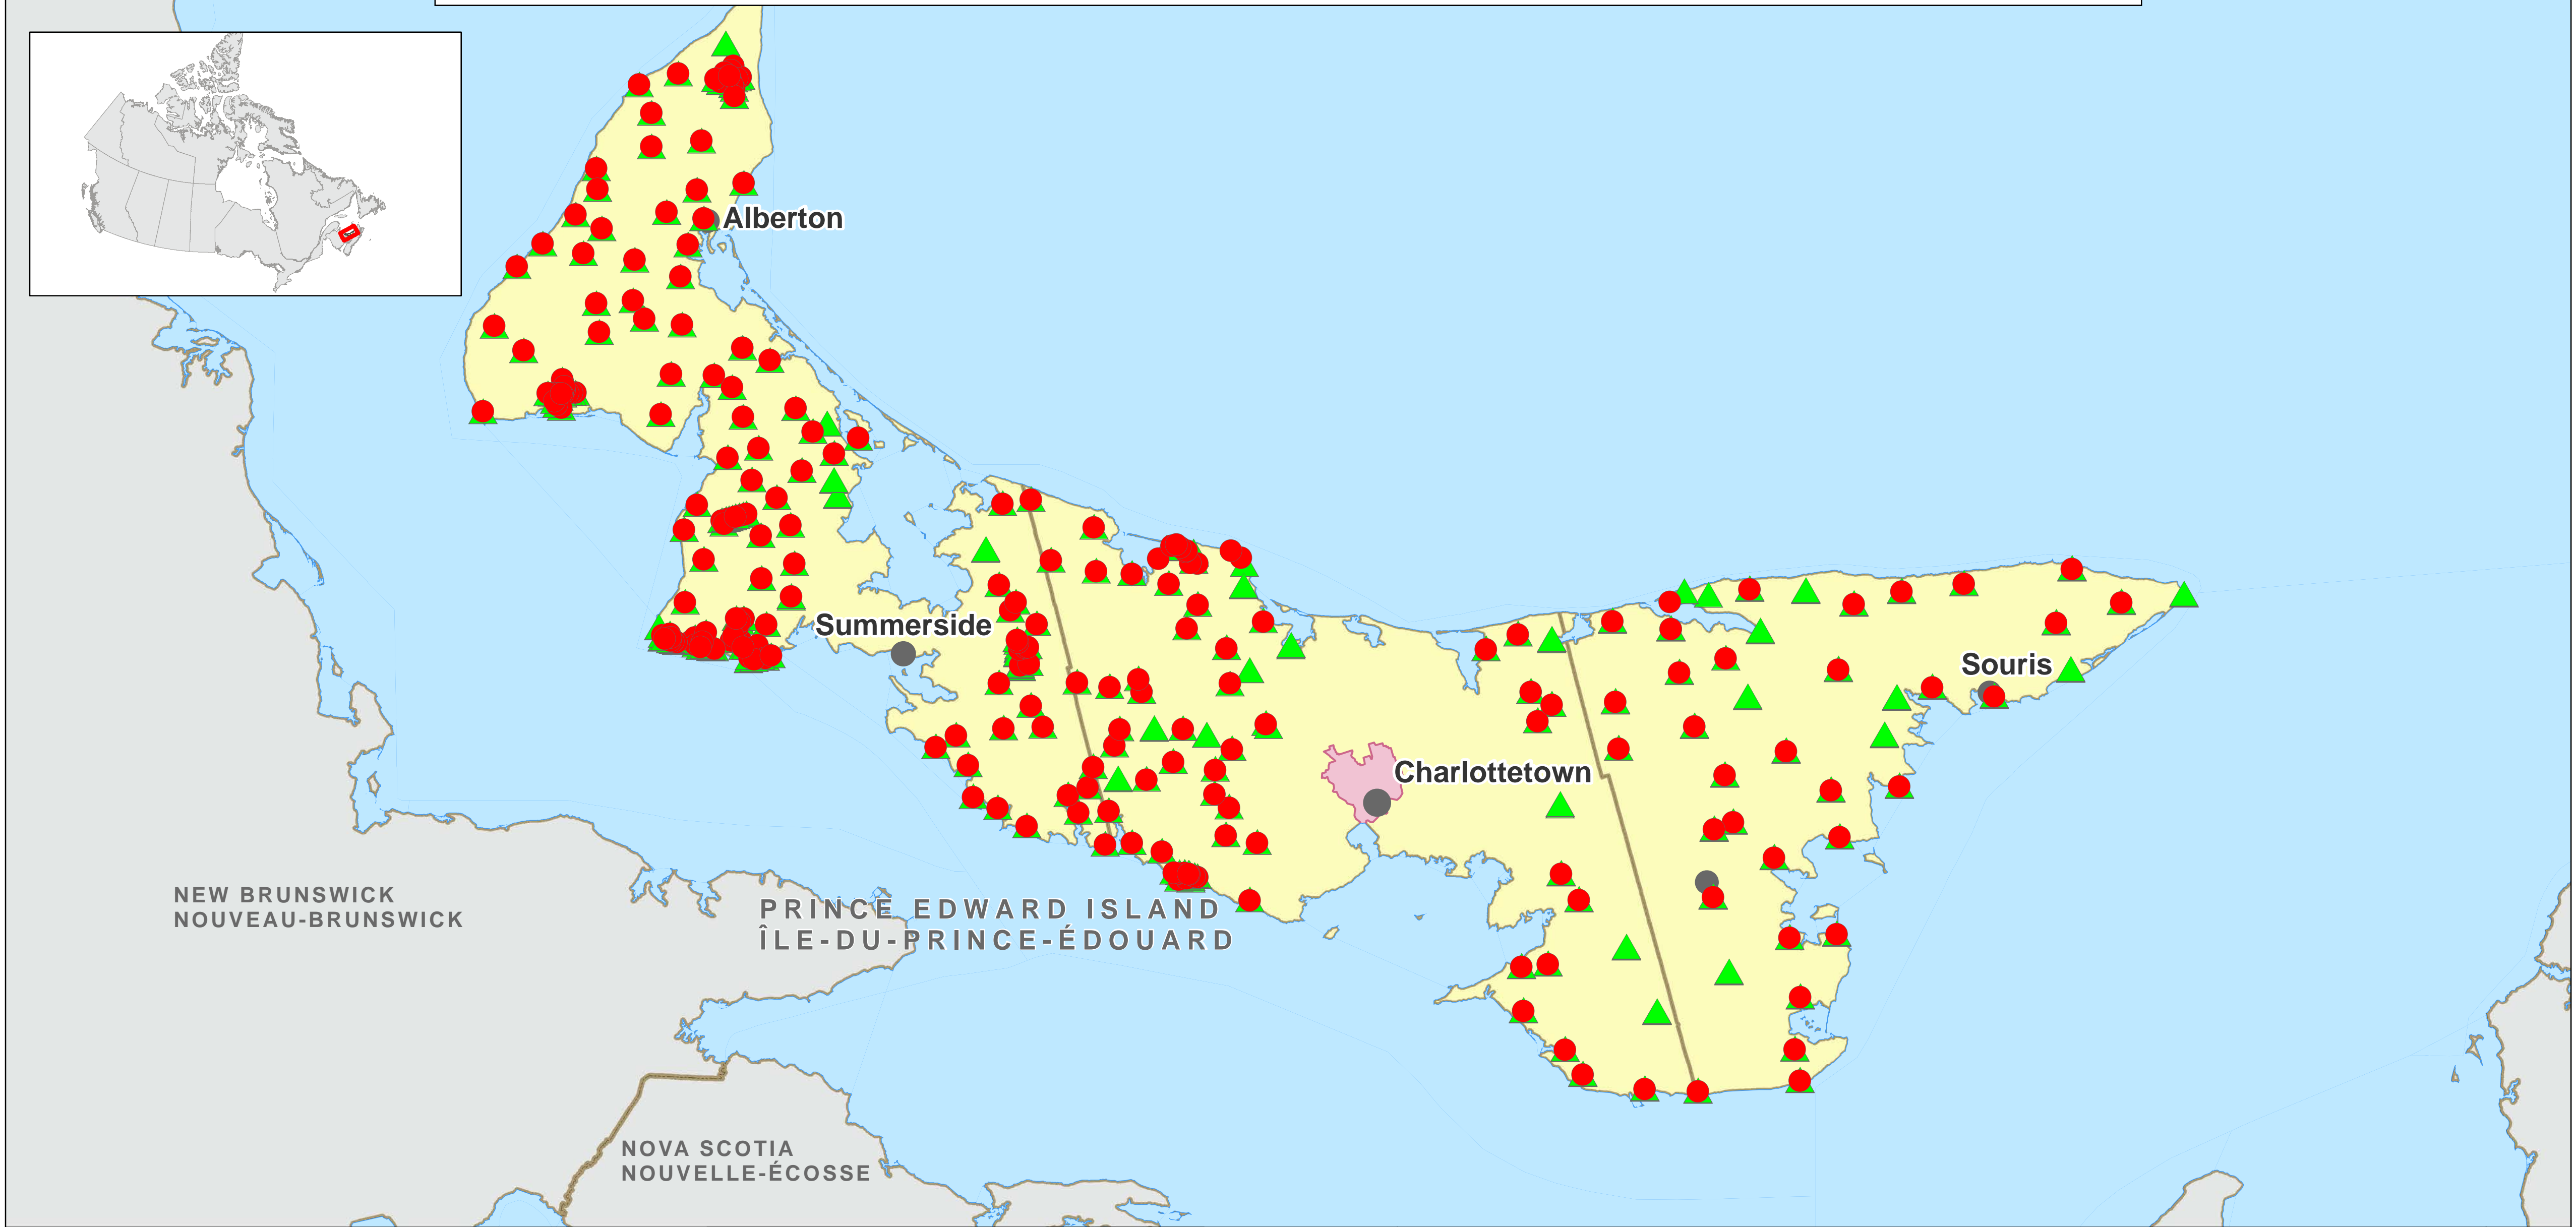 Alberton
Summerside
Souris
Charlottetown
NEW BRUNSWICK
NOUVEAU-BRUNSWICK
PRINCE EDWARD ISLAND
ÎLE-DU-PRINCE-ÉDOUARD
NOVA SCOTIA
NOUVELLE-ÉCOSSE